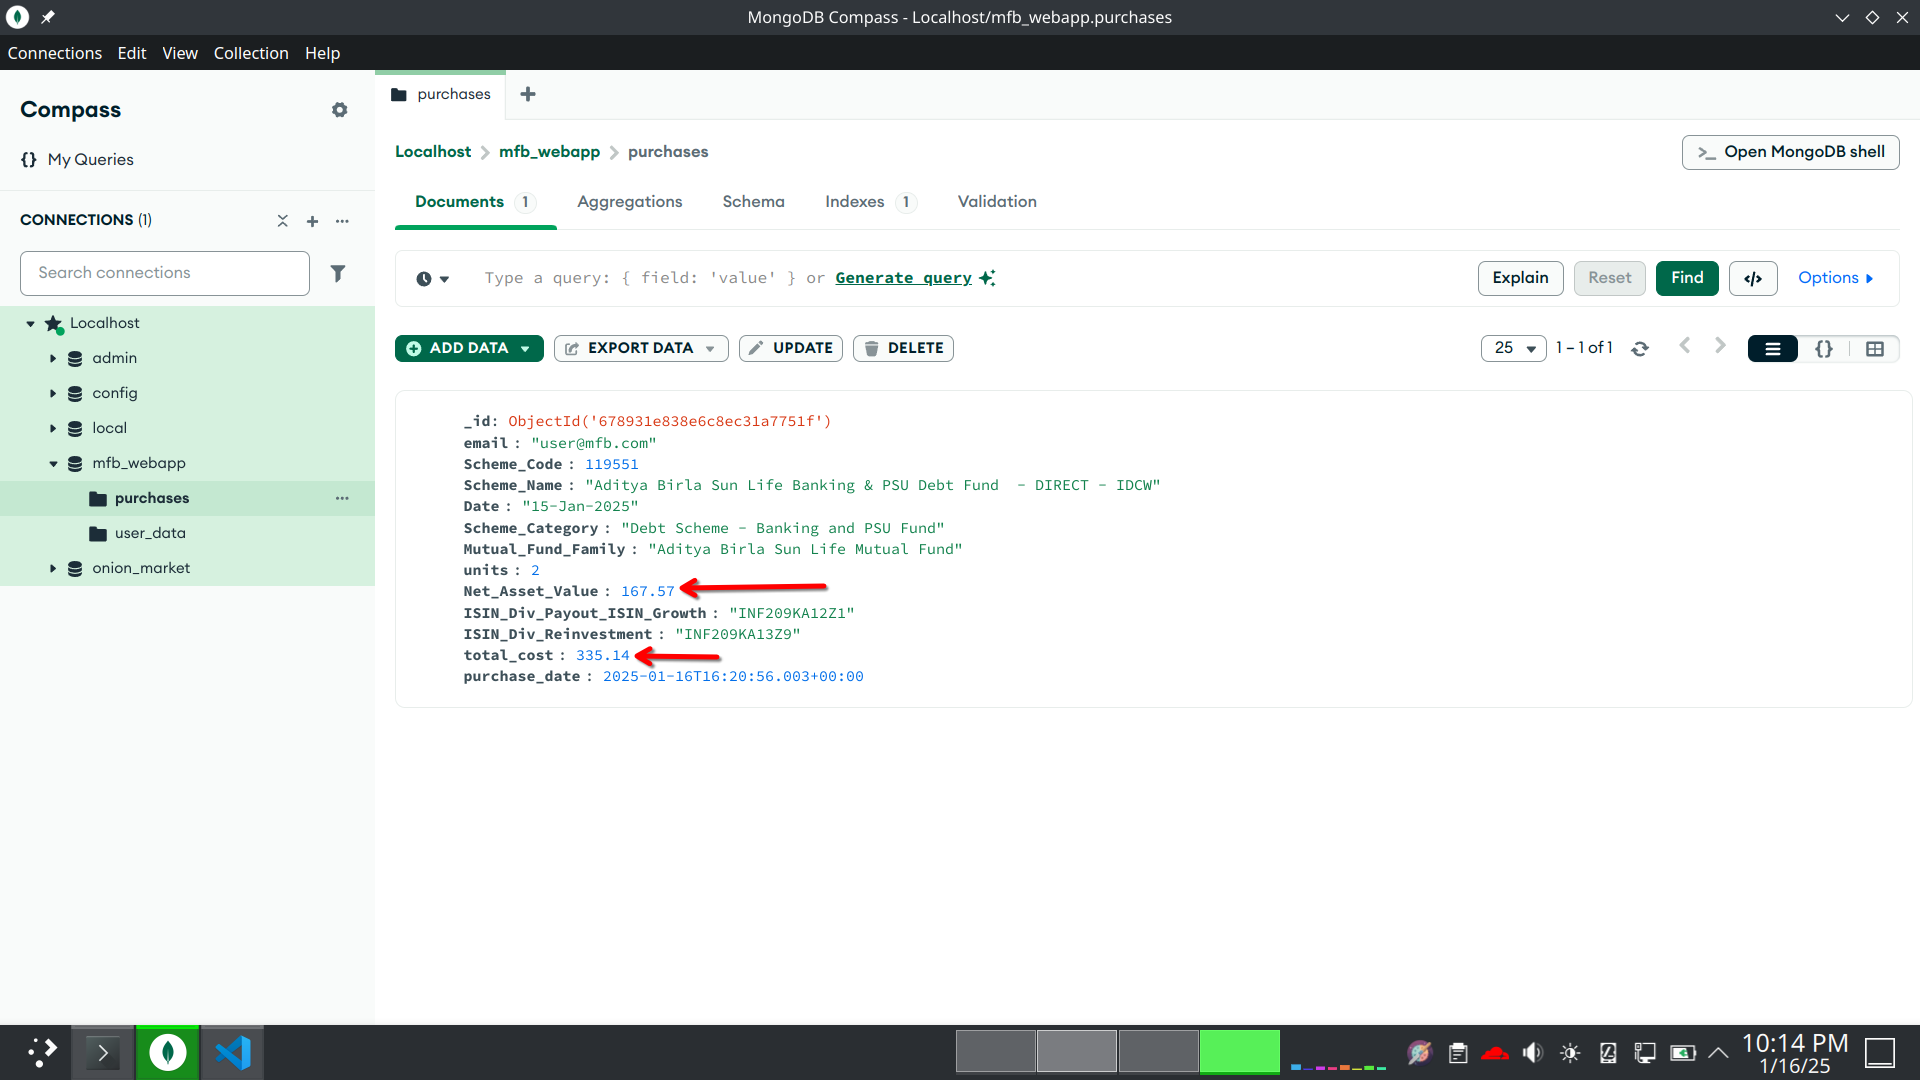 MongoDB Compass - Localhost/mfb_webapp.purchases
Connections Edit View Collection Help
Compass
{} My Queries
CONNECTIONS (1)
Search connections
Localhost
admin
config
local
mfb_webapp
purchases
user_data
onion_market
purchases
Localhost > mfb_webapp > purchases
>_ Open MongoDB shell
Documents 1 Aggregations Schema Indexes 1 Validation
Type a query: { field: 'value' } or Generate query
Explain Reset Find </> Options
ADD DATA EXPORT DATA UPDATE DELETE
25 1 – 1 of 1 {}
_id: ObjectId('678931e838e6c8ec31a7751f')
email : "user@mfb.com"
Scheme_Code : 119551
Scheme_Name : "Aditya Birla Sun Life Banking & PSU Debt Fund  - DIRECT - IDCW"
Date : "15-Jan-2025"
Scheme_Category : "Debt Scheme - Banking and PSU Fund"
Mutual_Fund_Family : "Aditya Birla Sun Life Mutual Fund"
units : 2
Net_Asset_Value : 167.57
ISIN_Div_Payout_ISIN_Growth : "INF209KA12Z1"
ISIN_Div_Reinvestment : "INF209KA13Z9"
total_cost : 335.14
purchase_date : 2025-01-16T16:20:56.003+00:00
10:14 PM
1/16/25